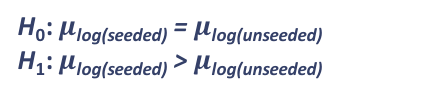 H₀: μlog(seeded) = μlog(unseeded)
H₁: μlog(seeded) > μlog(unseeded)